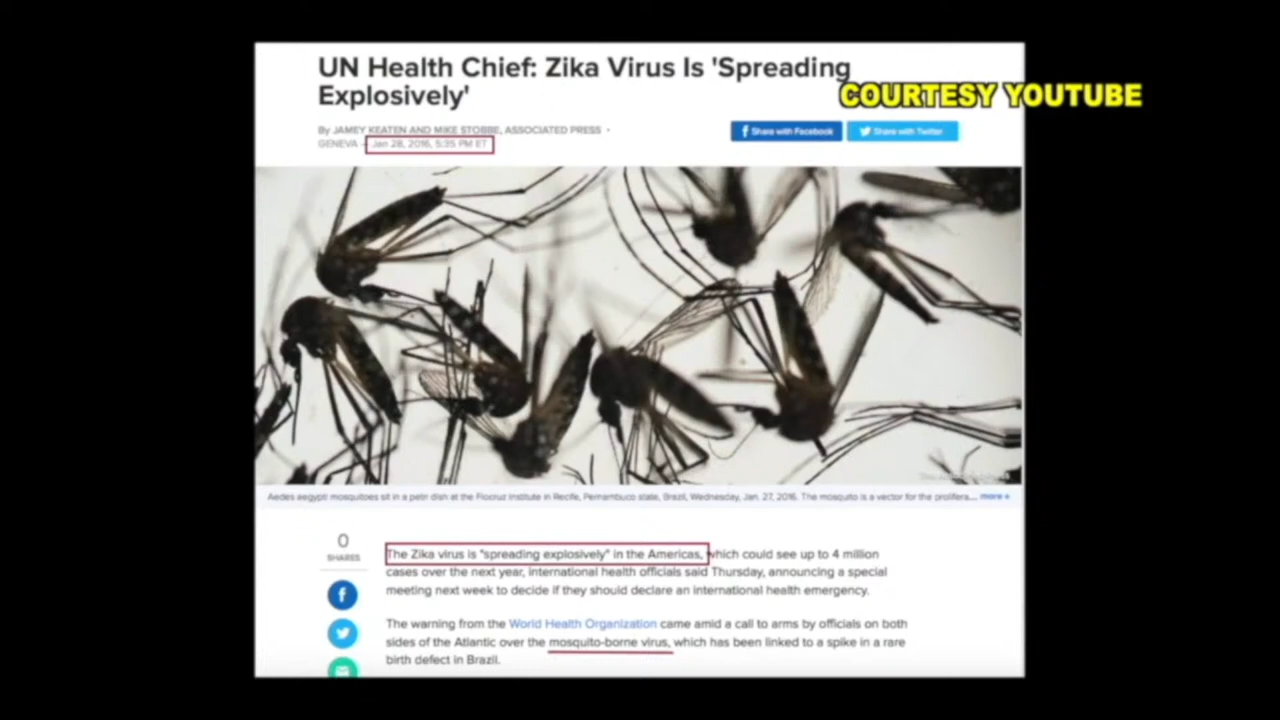 UN Health Chief: Zika Virus Is 'Spreading
Explosively'
COURTESY YOUTUBE
By JAMEY KEATEN AND MIKE STOBBE, ASSOCIATED PRESS •
GENEVA - Jan 28, 2016, 5:35 PM ET
Share with Facebook
Share with Twitter
Aedes aegypti mosquitoes sit in a petri dish at the Fiocruz institute in Recife, Pernambuco state, Brazil, Wednesday, Jan. 27, 2016. The mosquito is a vector for the prolifera... more +
0
SHARES
The Zika virus is "spreading explosively" in the Americas, which could see up to 4 million
cases over the next year, international health officials said Thursday, announcing a special
meeting next week to decide if they should declare an international health emergency.
The warning from the World Health Organization came amid a call to arms by officials on both
sides of the Atlantic over the mosquito-borne virus, which has been linked to a spike in a rare
birth defect in Brazil.